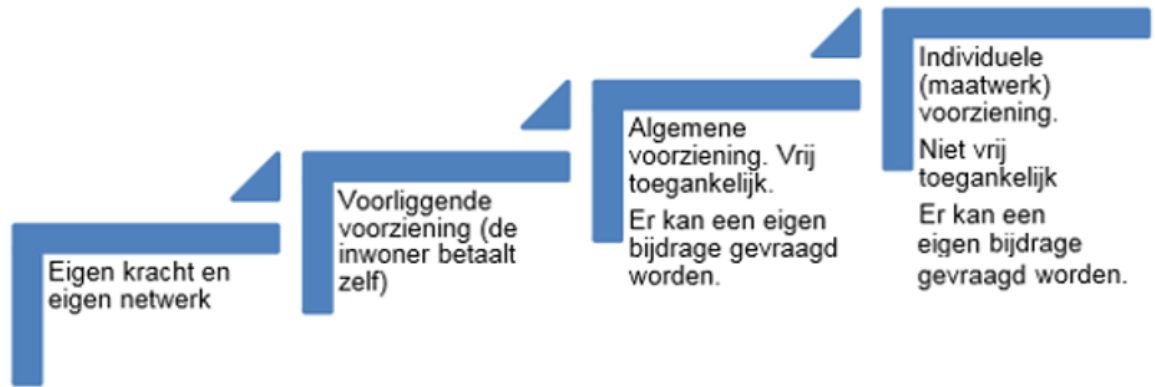 Eigen kracht en
eigen netwerk
Voorliggende
voorziening (de
inwoner betaalt
zelf)
Algemene
voorziening. Vrij
toegankelijk.
Er kan een eigen
bijdrage gevraagd
worden.
Individuele
(maatwerk)
voorziening.
Niet vrij
toegankelijk
Er kan een
eigen bijdrage
gevraagd worden.